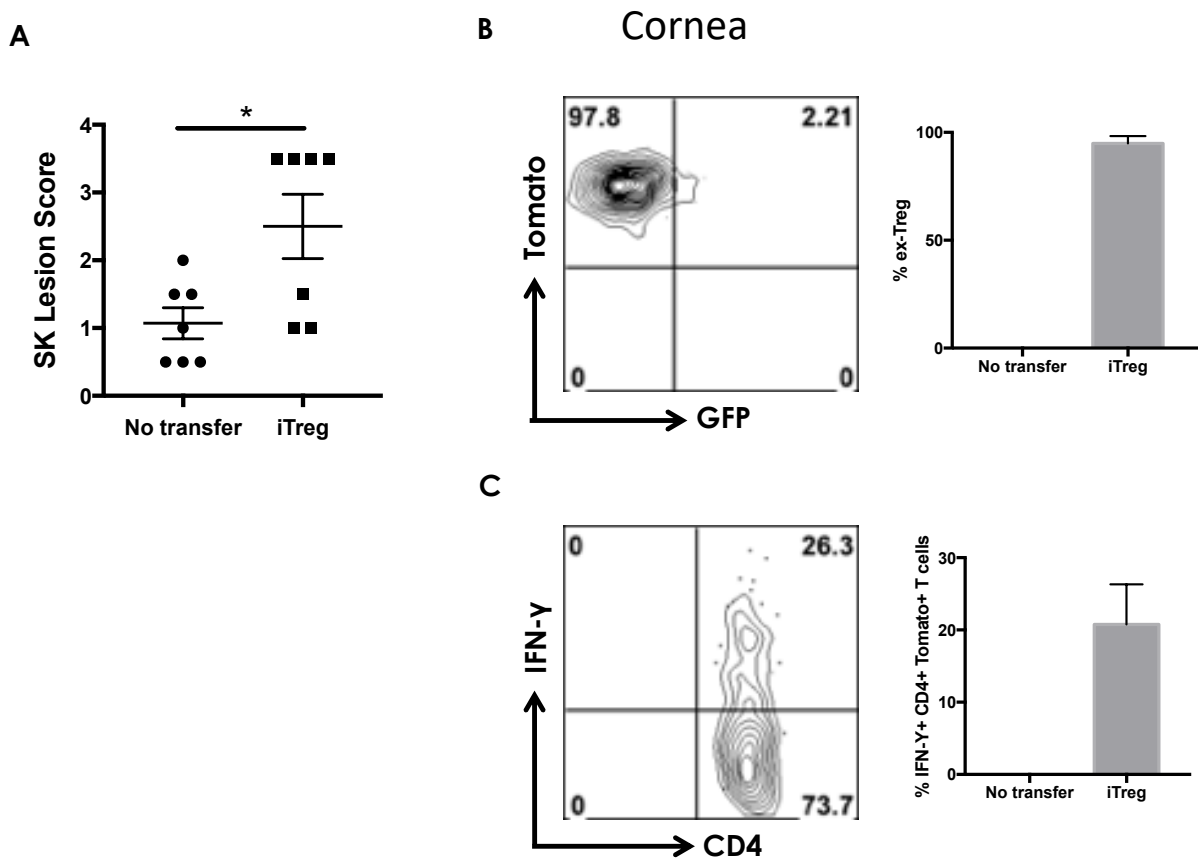 A
SK Lesion Score
4
3
2
1
0
*
No transfer
iTreg
B
Cornea
97.8
2.21
0
0
Tomato
GFP
% ex-Treg
100
50
0
No transfer
iTreg
C
0
26.3
0
73.7
IFN-γ
CD4
% IFN-Y+ CD4+ Tomato+ T cells
30
20
10
0
No transfer
iTreg